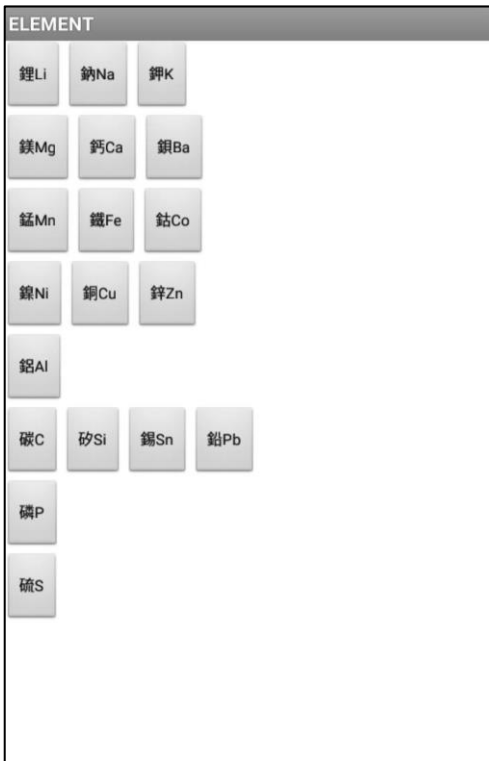 ELEMENT
鋰Li 鈉Na 鉀K
鎂Mg 鈣Ca 鋇Ba
錳Mn 鐵Fe 鈷Co
鎳Ni 銅Cu 鋅Zn
鋁Al
碳C 矽Si 錫Sn 鉛Pb
磷P
硫S